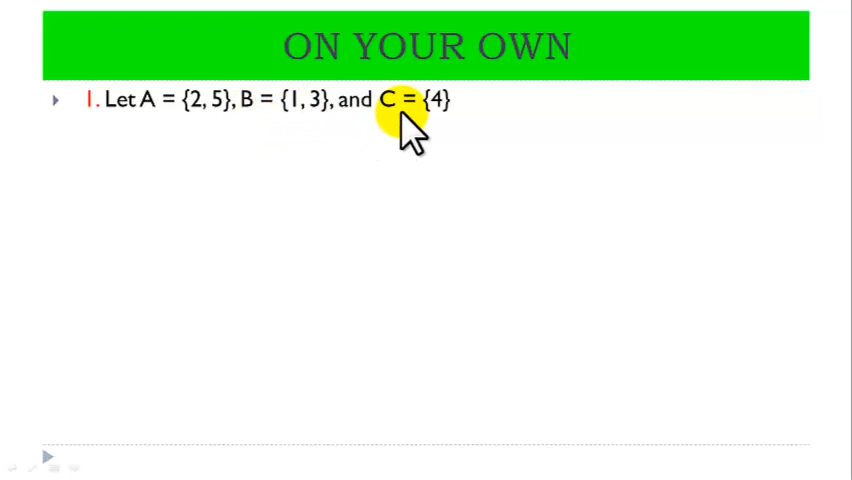 ON YOUR OWN
1. Let A = {2, 5}, B = {1, 3}, and C = {4}